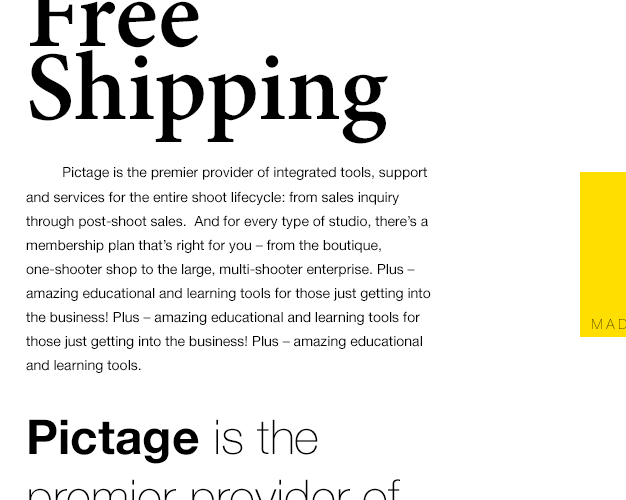 Free
Shipping
Pictage is the premier provider of integrated tools, support
and services for the entire shoot lifecycle: from sales inquiry
through post-shoot sales.  And for every type of studio, there’s a
membership plan that’s right for you – from the boutique,
one-shooter shop to the large, multi-shooter enterprise. Plus –
amazing educational and learning tools for those just getting into
the business! Plus – amazing educational and learning tools for
those just getting into the business! Plus – amazing educational
and learning tools.
MAD
Pictage is the
premier provider of